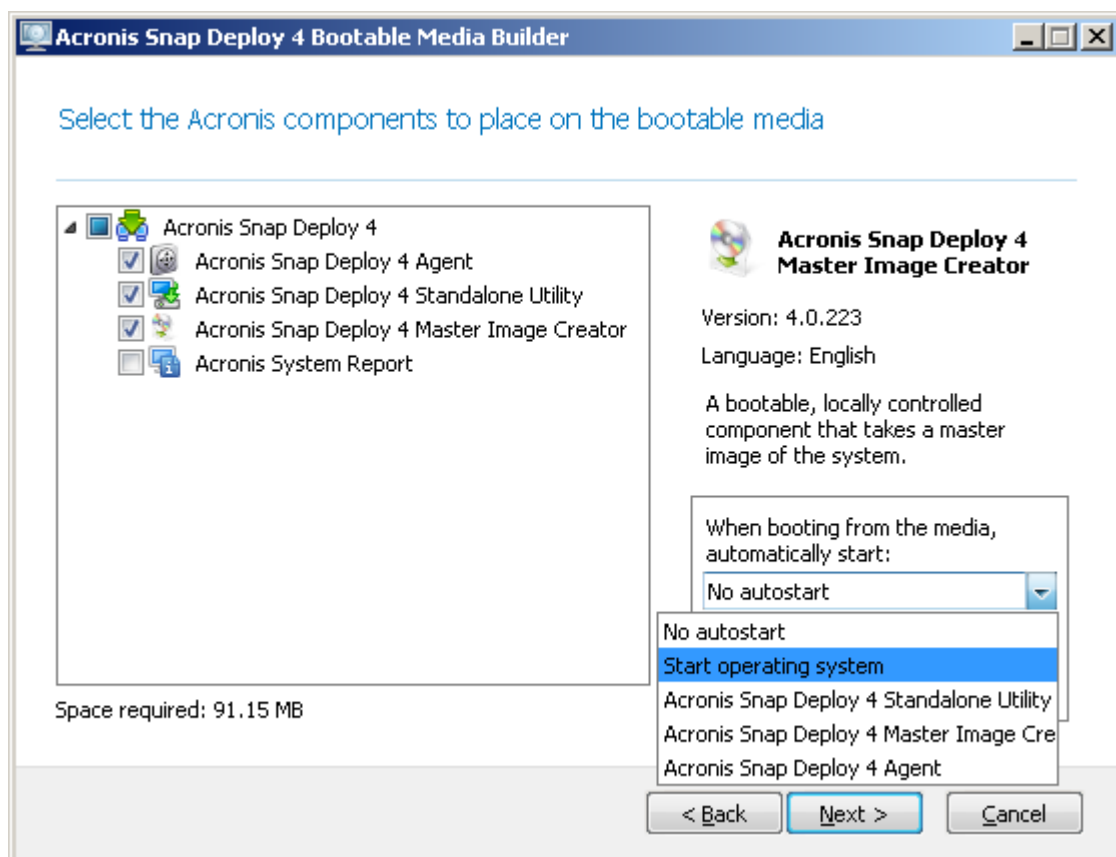 Acronis Snap Deploy 4 Bootable Media Builder
Select the Acronis components to place on the bootable media
Acronis Snap Deploy 4
Acronis Snap Deploy 4 Agent
Acronis Snap Deploy 4 Standalone Utility
Acronis Snap Deploy 4 Master Image Creator
Acronis System Report
Space required: 91.15 MB
Acronis Snap Deploy 4
Master Image Creator
Version: 4.0.223
Language: English
A bootable, locally controlled
component that takes a master
image of the system.
When booting from the media,
automatically start:
No autostart
No autostart
Start operating system
Acronis Snap Deploy 4 Standalone Utility
Acronis Snap Deploy 4 Master Image Cre
Acronis Snap Deploy 4 Agent
< Back
Next >
Cancel